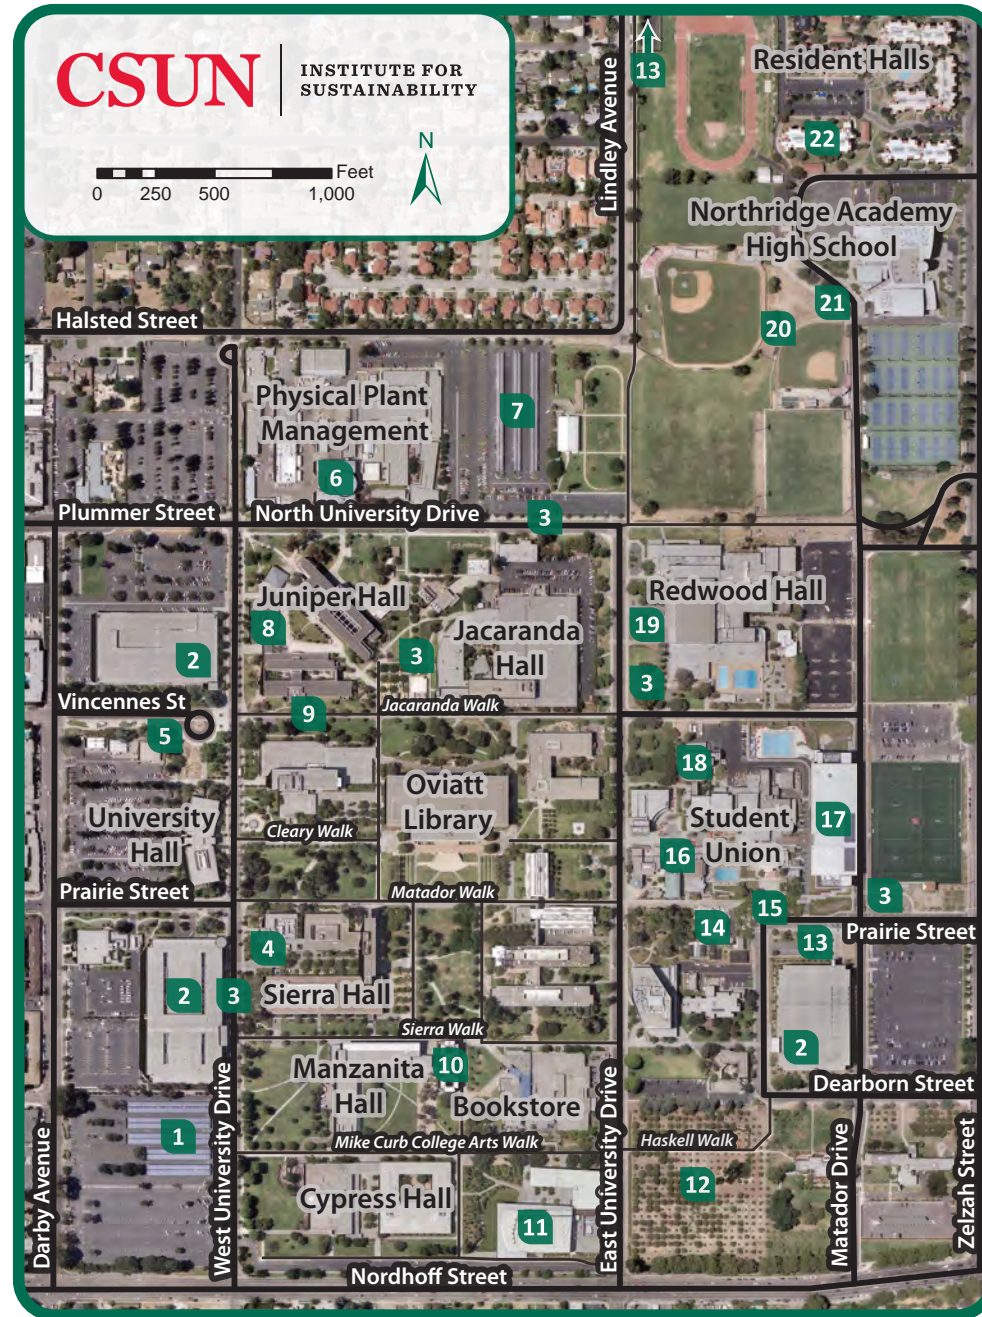 CSUN
INSTITUTE FOR
SUSTAINABILITY
N
Feet
0 250 500 1,000
Lindley Avenue
13
Resident Halls
22
Northridge Academy
High School
21
20
Halsted Street
Physical Plant
Management
7
6
Plummer Street
North University Drive
3
Juniper Hall
8
Jacaranda
Hall
3
Redwood Hall
19
3
2
Vincennes St
Jacaranda Walk
9
5
18
University
Hall
Oviatt
Library
Student
Union
17
16
Cleary Walk
Prairie Street
Matador Walk
3
15
14
13
Prairie Street
4
2
3
Sierra Hall
Sierra Walk
2
Manzanita
Hall
10
Bookstore
Dearborn Street
1
Mike Curb College Arts Walk
Haskell Walk
12
Cypress Hall
11
Darby Avenue
West University Drive
East University Drive
Matador Drive
Zelzah Street
Nordhoff Street